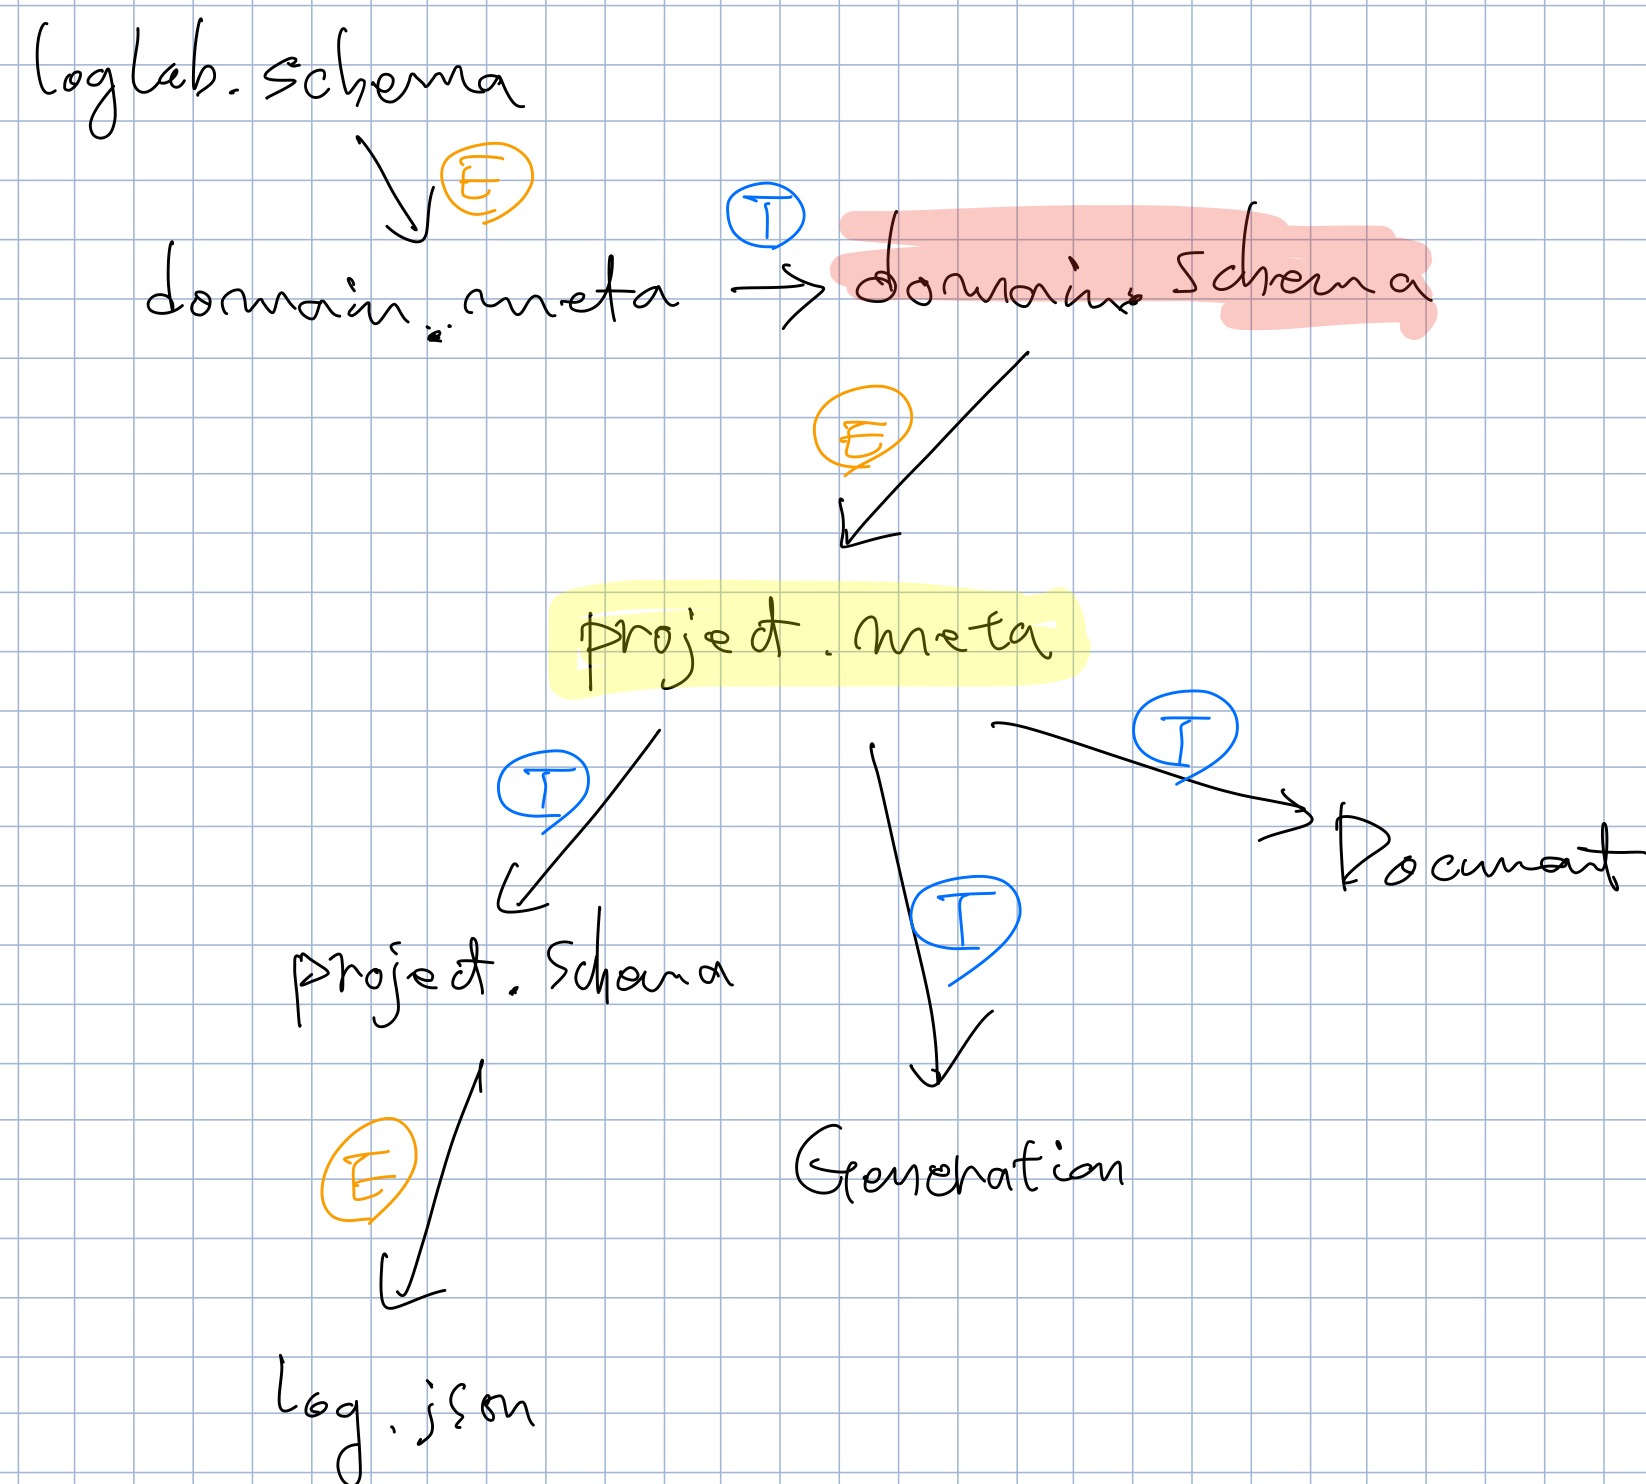 loglab.schema
E
T
domain.meta
domain.schema
E
project.meta
T
T
Document
T
project.schema
E
Generation
log.json